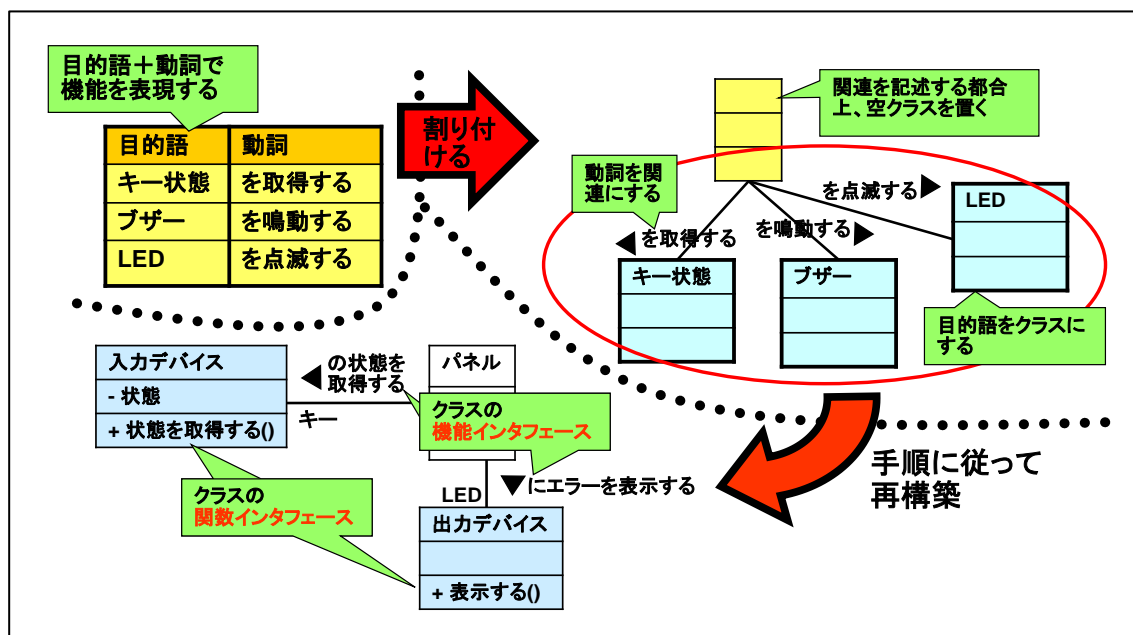 目的語＋動詞で
機能を表現する
目的語 動詞
キー状態 を取得する
ブザー を鳴動する
LED を点滅する
割り付
ける
関連を記述する都合
上、空クラスを置く
動詞を関
連にする
を点滅する▶
◀を取得する
を鳴動する▶
LED
キー状態
ブザー
目的語をクラスに
する
手順に従って
再構築
入力デバイス
- 状態
+ 状態を取得する()
◀の状態を
取得する
キー
パネル
クラスの
機能インタフェース
LED
▼にエラーを表示する
クラスの
関数インタフェース
出力デバイス
+ 表示する()